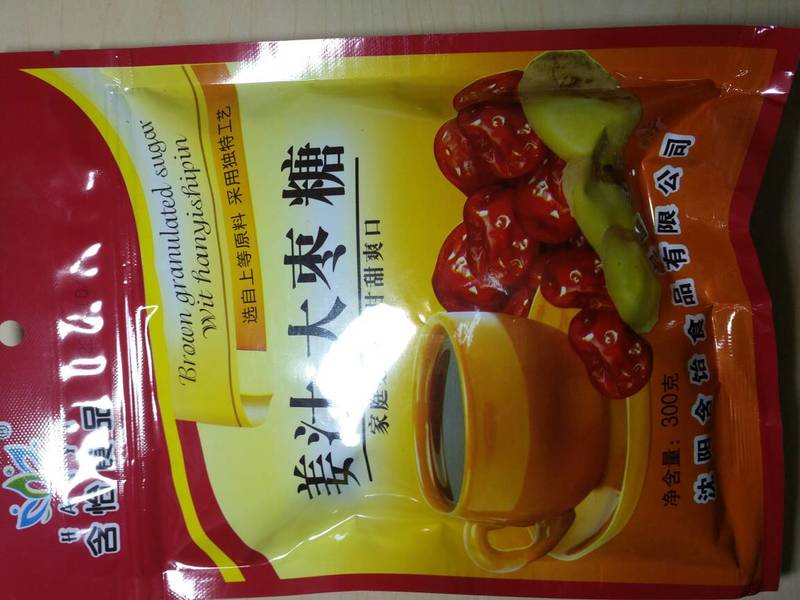 含怡食品
Brown granulated sugar
Wit hanyishipin
选自上等原料 采用独特工艺
姜汁大枣糖
家庭 甘甜爽口
净含量：300克
沈阳含饴食品有限公司